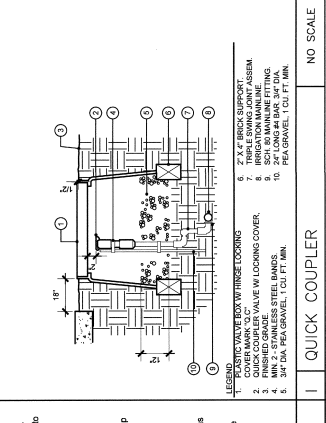 to
p
s
e
1
3
18"
1/2"
2"
12"
2
4
5
6
7
8
10
9
LEGEND
1. PLASTIC VALVE BOX W/ HINGE LOCKING
COVER MARK "Q.C"
2. QUICK COUPLER VALVE W/ LOCKING COVER,
3. FINISHED GRADE.
4. MIN. 2 - STAINLESS STEEL BANDS.
5. 3/4" DIA. PEA GRAVEL, 1 CU. FT. MIN.
6. 2" X 4" BRICK SUPPORT.
7. TRIPLE SWING JOINT ASSEM.
8. IRRIGATION MAINLINE.
9. SCH. 80 MAINLINE FITTING.
10. 24" LONG #4 BAR. 3/4" DIA.
PEA GRAVEL, 1 CU. FT. MIN.
I QUICK COUPLER NO SCALE